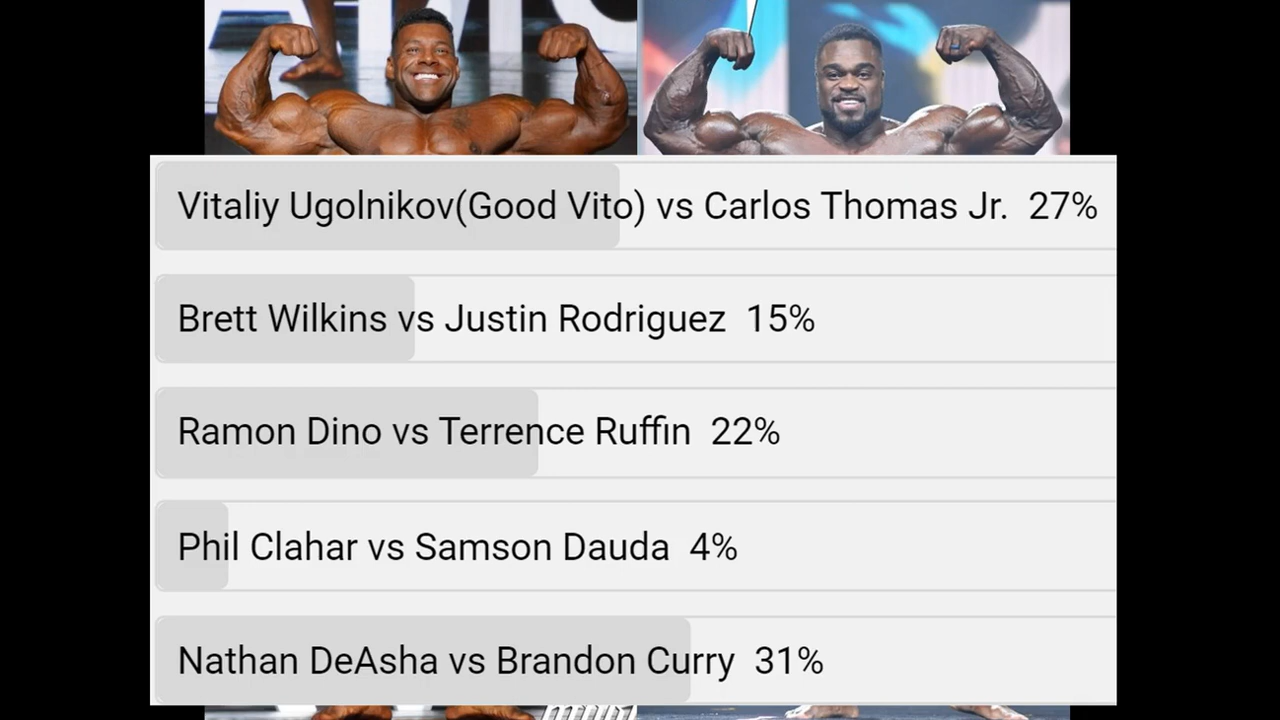 Vitaliy Ugolnikov(Good Vito) vs Carlos Thomas Jr. 27%
Brett Wilkins vs Justin Rodriguez 15%
Ramon Dino vs Terrence Ruffin 22%
Phil Clahar vs Samson Dauda 4%
Nathan DeAsha vs Brandon Curry 31%